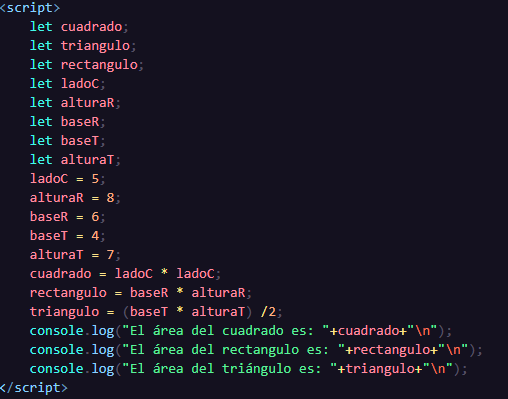 <script>
let cuadrado;
let triangulo;
let rectangulo;
let ladoC;
let alturaR;
let baseR;
let baseT;
let alturaT;
ladoC = 5;
alturaR = 8;
baseR = 6;
baseT = 4;
alturaT = 7;
cuadrado = ladoC * ladoC;
rectangulo = baseR * alturaR;
triangulo = (baseT * alturaT) /2;
console.log("El área del cuadrado es: "+cuadrado+"\n");
console.log("El área del rectangulo es: "+rectangulo+"\n");
console.log("El área del triángulo es: "+triangulo+"\n");
</script>